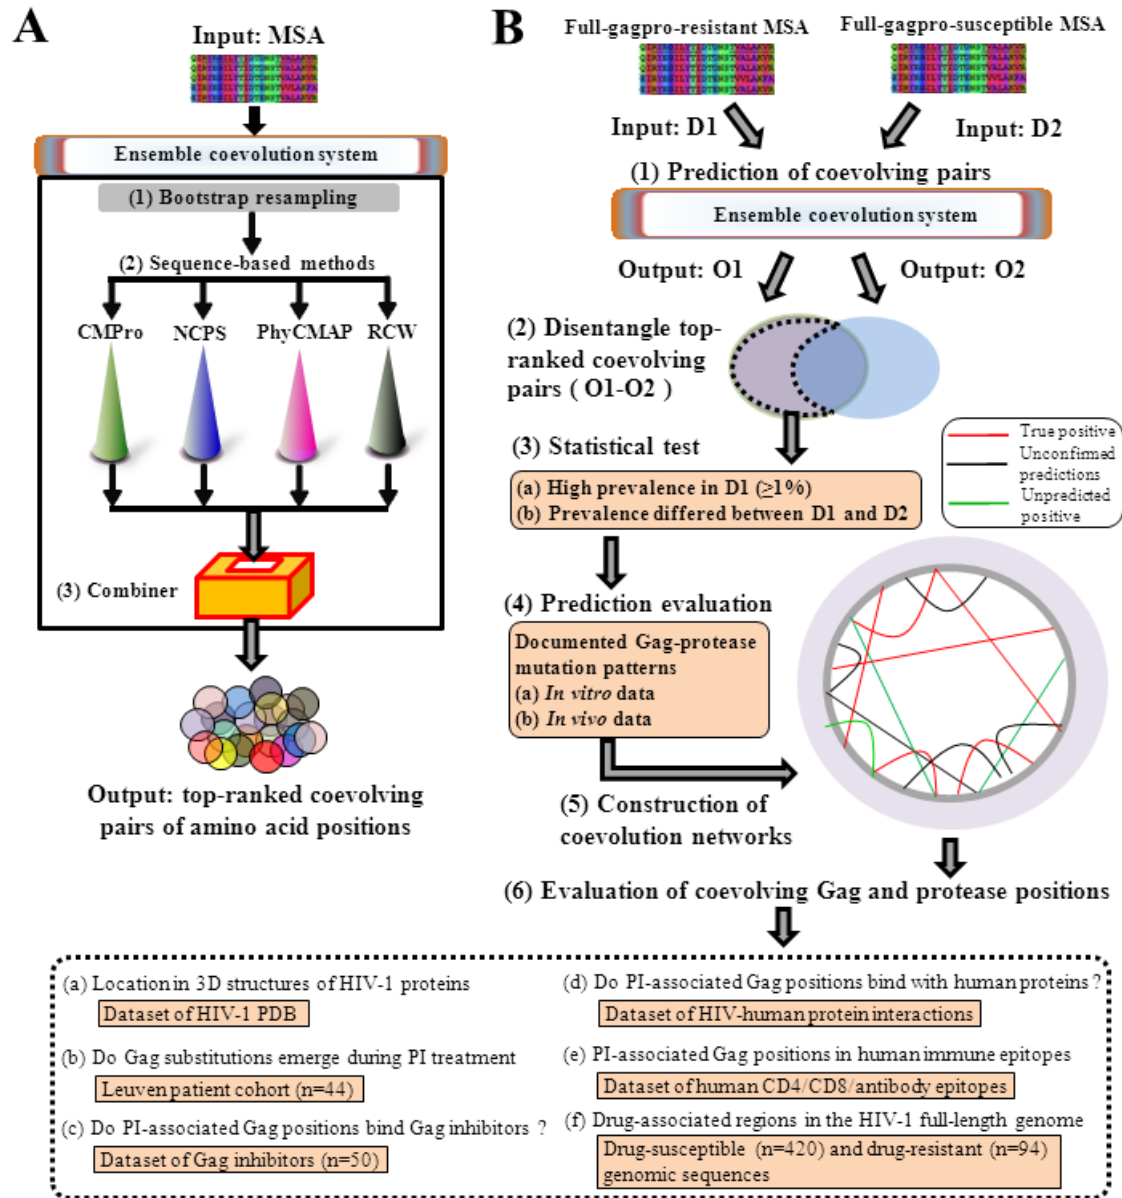 A
Input: MSA
Ensemble coevolution system
(1) Bootstrap resampling
(2) Sequence-based methods
CMPro NCPS PhyCMAP RCW
(3) Combiner
Output: top-ranked coevolving
pairs of amino acid positions
B
Full-gagpro-resistant MSA
Full-gagpro-susceptible MSA
Input: D1
Input: D2
(1) Prediction of coevolving pairs
Ensemble coevolution system
Output: O1
Output: O2
(2) Disentangle top-
ranked coevolving
pairs ( O1-O2 )
(3) Statistical test
(a) High prevalence in D1 (≥1%)
(b) Prevalence differed between D1 and D2
True positive
Unconfirmed
predictions
Unpredicted
positive
(4) Prediction evaluation
Documented Gag-protease
mutation patterns
(a) In vitro data
(b) In vivo data
(5) Construction of
coevolution networks
(6) Evaluation of coevolving Gag and protease positions
(a) Location in 3D structures of HIV-1 proteins
Dataset of HIV-1 PDB
(b) Do Gag substitutions emerge during PI treatment
Leuven patient cohort (n=44)
(c) Do PI-associated Gag positions bind Gag inhibitors ?
Dataset of Gag inhibitors (n=50)
(d) Do PI-associated Gag positions bind with human proteins ?
Dataset of HIV-human protein interactions
(e) PI-associated Gag positions in human immune epitopes
Dataset of human CD4/CD8/antibody epitopes
(f) Drug-associated regions in the HIV-1 full-length genome
Drug-susceptible (n=420) and drug-resistant (n=94)
genomic sequences